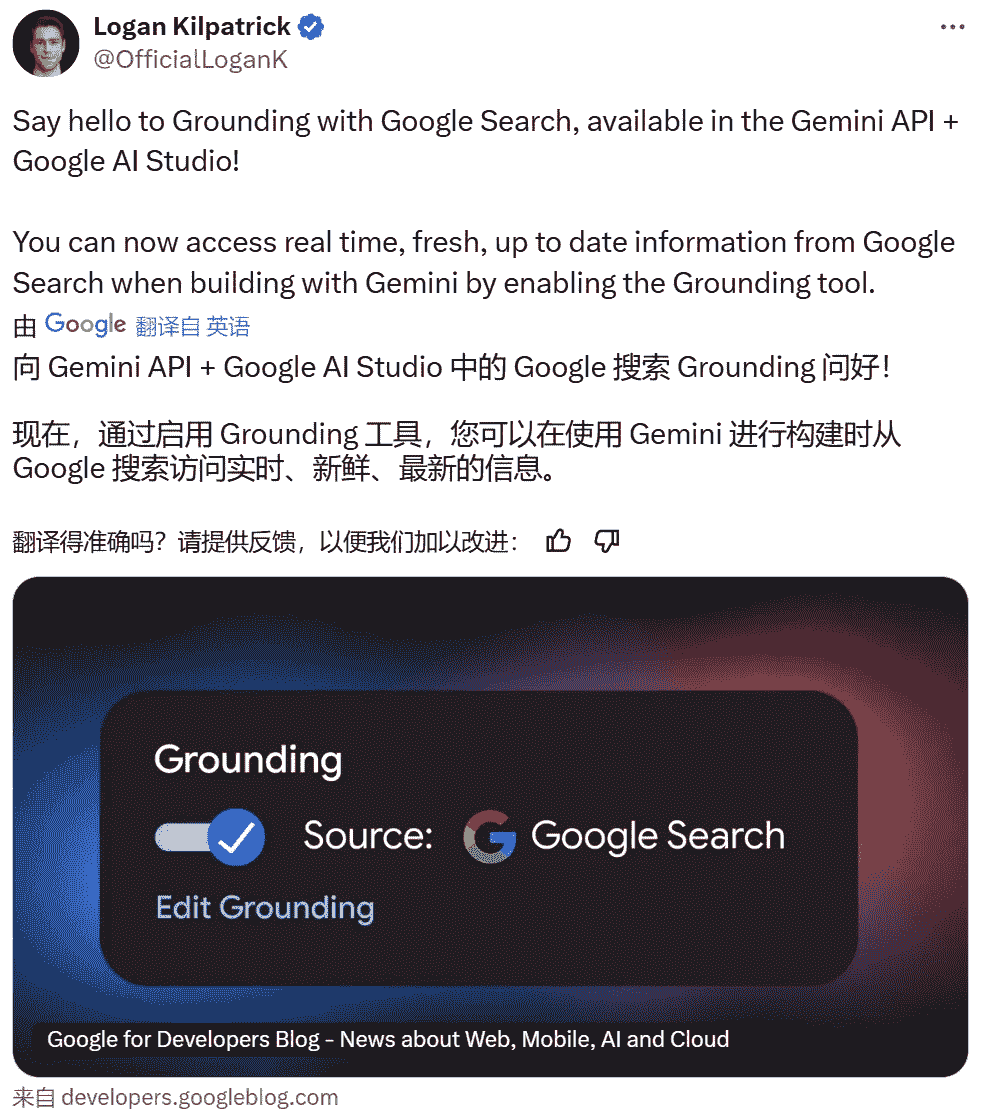 Logan Kilpatrick
@OfficialLoganK
Say hello to Grounding with Google Search, available in the Gemini API +
Google AI Studio!
You can now access real time, fresh, up to date information from Google
Search when building with Gemini by enabling the Grounding tool.
由 Google 翻译自 英语
向 Gemini API + Google AI Studio 中的 Google 搜索 Grounding 问好！
现在，通过启用 Grounding 工具，您可以在使用 Gemini 进行构建时从
Google 搜索访问实时、新鲜、最新的信息。
翻译得准确吗？请提供反馈，以便我们加以改进：
Grounding
Source: Google Search
Edit Grounding
Google for Developers Blog - News about Web, Mobile, AI and Cloud
来自 developers.googleblog.com